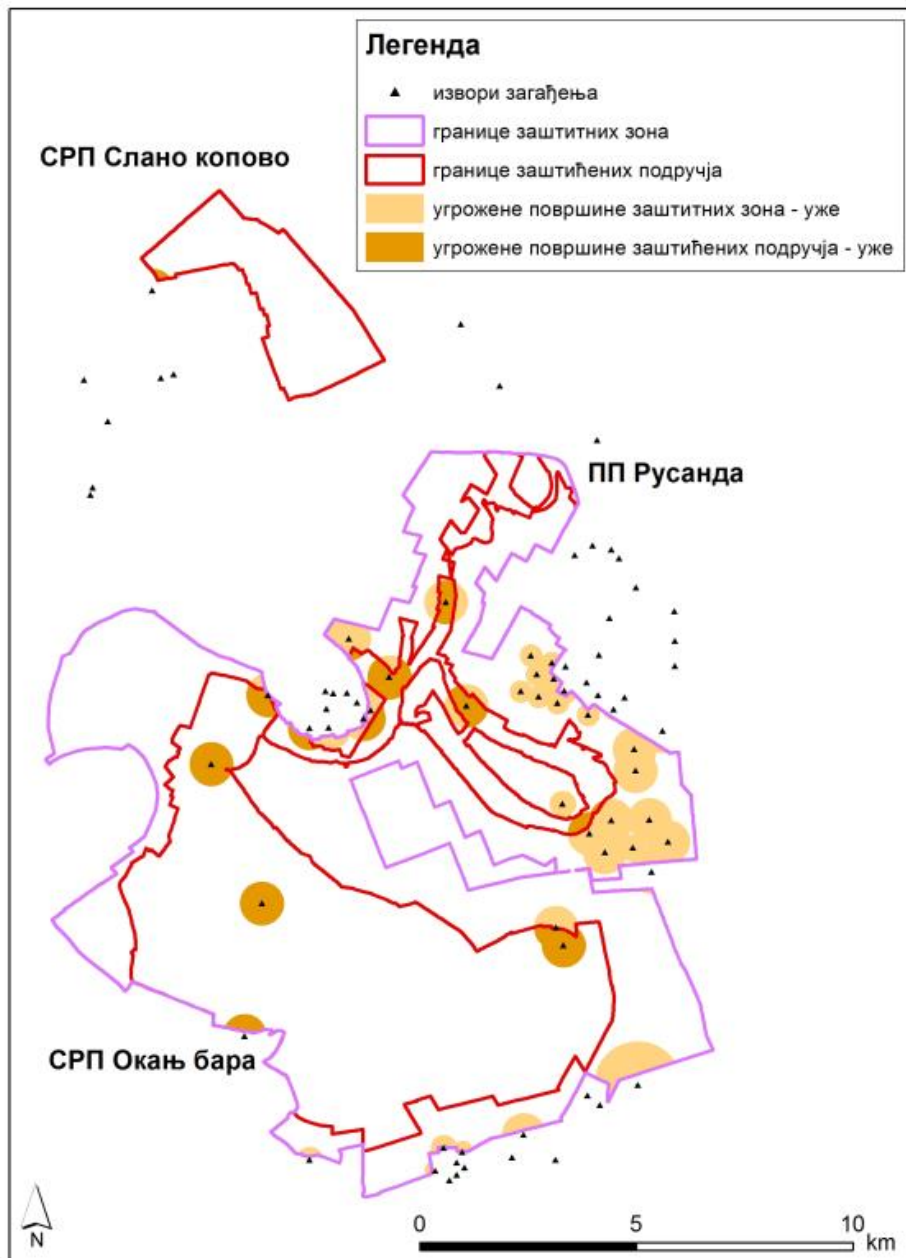 Легенда
извори загађења
границе заштитних зона
границе заштићених подручја
угрожене површине заштитних зона - уже
угрожене површине заштићених подручја - уже
СРП Слано копово
ПП Русанда
СРП Окањ бара
N
0 5 10
km